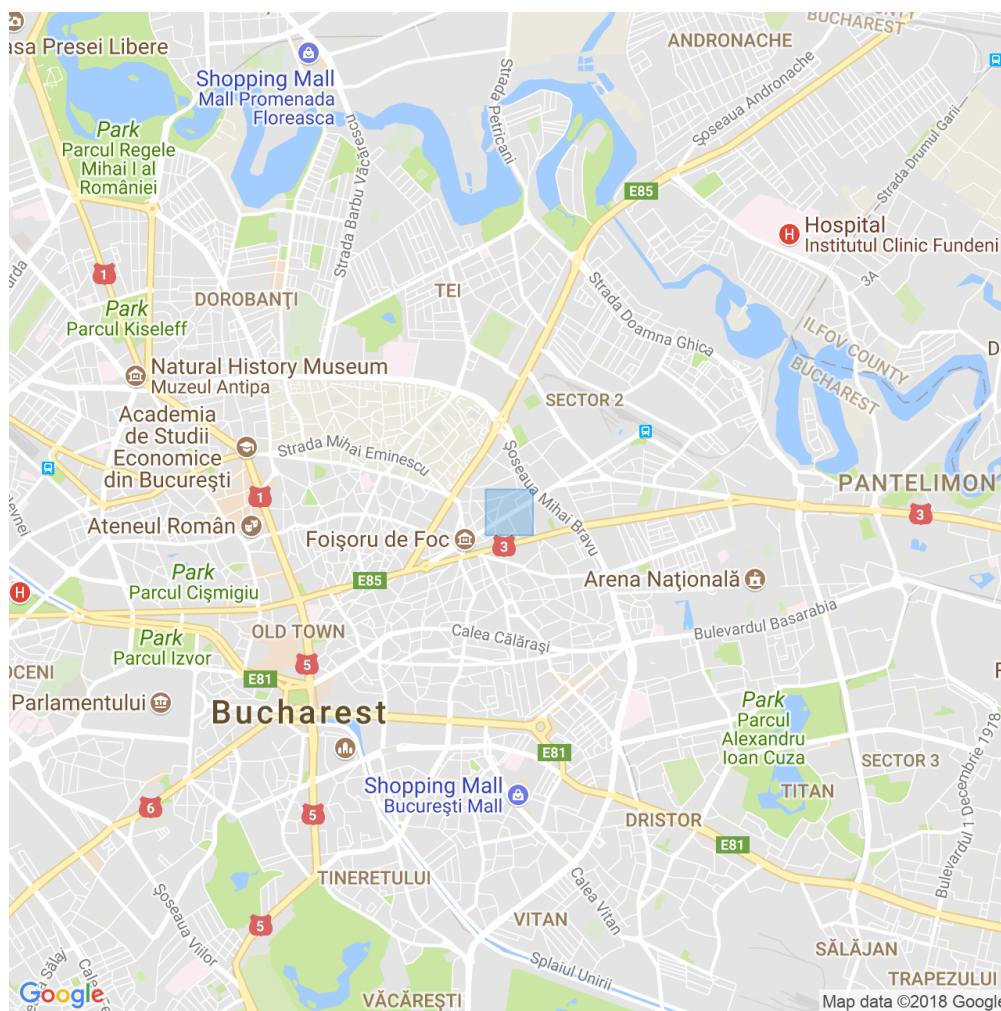 ANDRONACHE
BUCHAREST
asa Presei Libere
Shopping Mall
Mall Promenada
Floreasca
Strada Petricani
Șoseaua Andronache
Strada Drumul Garii
Park
Parcul Regele
Mihai I al
României
Strada Barbu Văcărescu
E85
Hospital
Institutul Clinic Fundeni
H
1
3A
DOROBANȚI
TEI
Strada Doamna Ghica
Park
Parcul Kiseleff
ILFOV COUNTY
BUCHAREST
Natural History Museum
Muzeul Antipa
SECTOR 2
Academia
de Studii
Economice
din București
Strada Mihai Eminescu
Șoseaua Mihai Bravu
PANTELIMON
1
3
Ateneul Român
Foișoru de Foc
3
E85
Arena Națională
Park
Parcul Cișmigiu
H
Bulevardul Basarabia
OLD TOWN
Calea Călărași
Park
Parcul Izvor
5
E81
Parlamentului
Bucharest
Park
Parcul
Alexandru
Ioan Cuza
E81
SECTOR 3
Bulevardul 1 Decembrie 1918
Shopping Mall
București Mall
TITAN
6
5
DRISTOR
E81
TINERETULUI
Calea Vitan
Șoseaua Viilor
5
VITAN
SĂLĂJAN
Splaiul Unirii
TRAPEZULUI
Google
VĂCĂREȘTI
Map data ©2018 Google